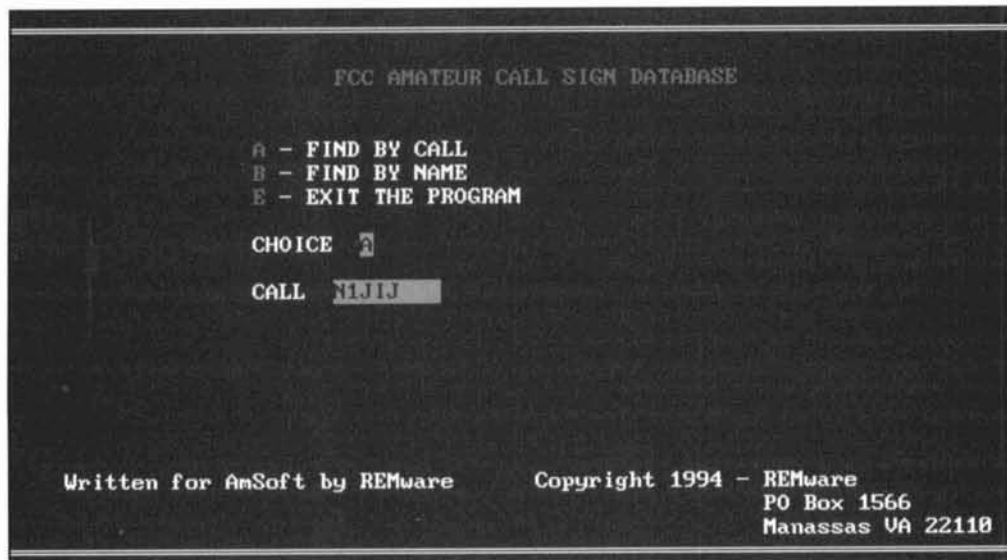 FCC AMATEUR CALL SIGN DATABASE
A - FIND BY CALL
B - FIND BY NAME
E - EXIT THE PROGRAM
CHOICE A
CALL N1JIJ
Written for AmSoft by REMware Copyright 1994 - REMware
PO Box 1566
Manassas VA 22110